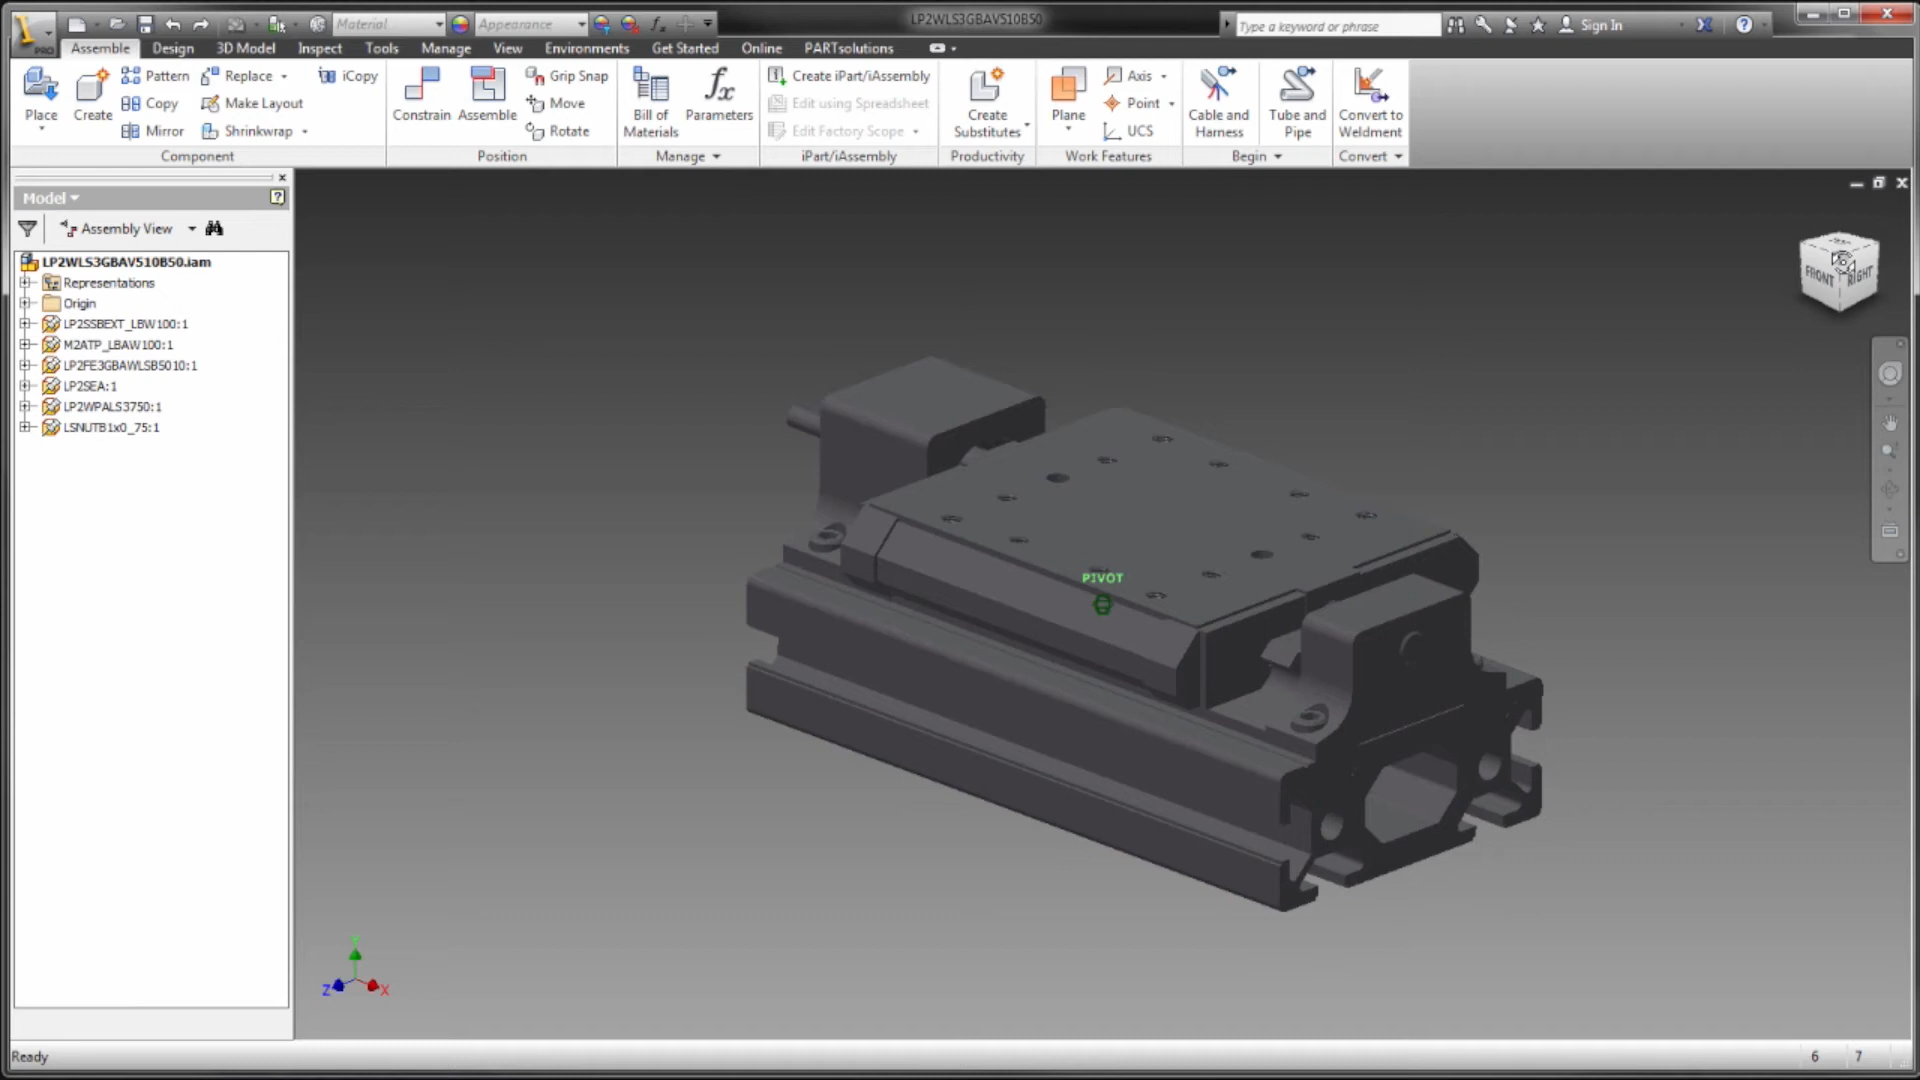 Material
Appearance
LP2WLS3GBAV510B50
Type a keyword or phrase
Sign In
PRO
Assemble
Design
3D Model
Inspect
Tools
Manage
View
Environments
Get Started
Online
PARTsolutions
Place
Create
Pattern
Copy
Mirror
Replace
Make Layout
Shrinkwrap
iCopy
Component
Constrain
Assemble
Grip Snap
Move
Rotate
Position
Bill of
Materials
Parameters
Manage
Create iPart/iAssembly
Edit using Spreadsheet
Edit Factory Scope
iPart/iAssembly
Create
Substitutes
Productivity
Plane
Axis
Point
UCS
Work Features
Cable and
Harness
Tube and
Pipe
Begin
Convert to
Weldment
Convert
Model
Assembly View
LP2WLS3GBAV510B50.iam
Representations
Origin
LP2SSBEXT_LBW100:1
M2ATP_LBAW100:1
LP2FE3GBAWLSB5010:1
LP2SEA:1
LP2WPALS3750:1
LSNUTB1x0_75:1
FRONT
RIGHT
PIVOT
Z
X
Ready
6
7